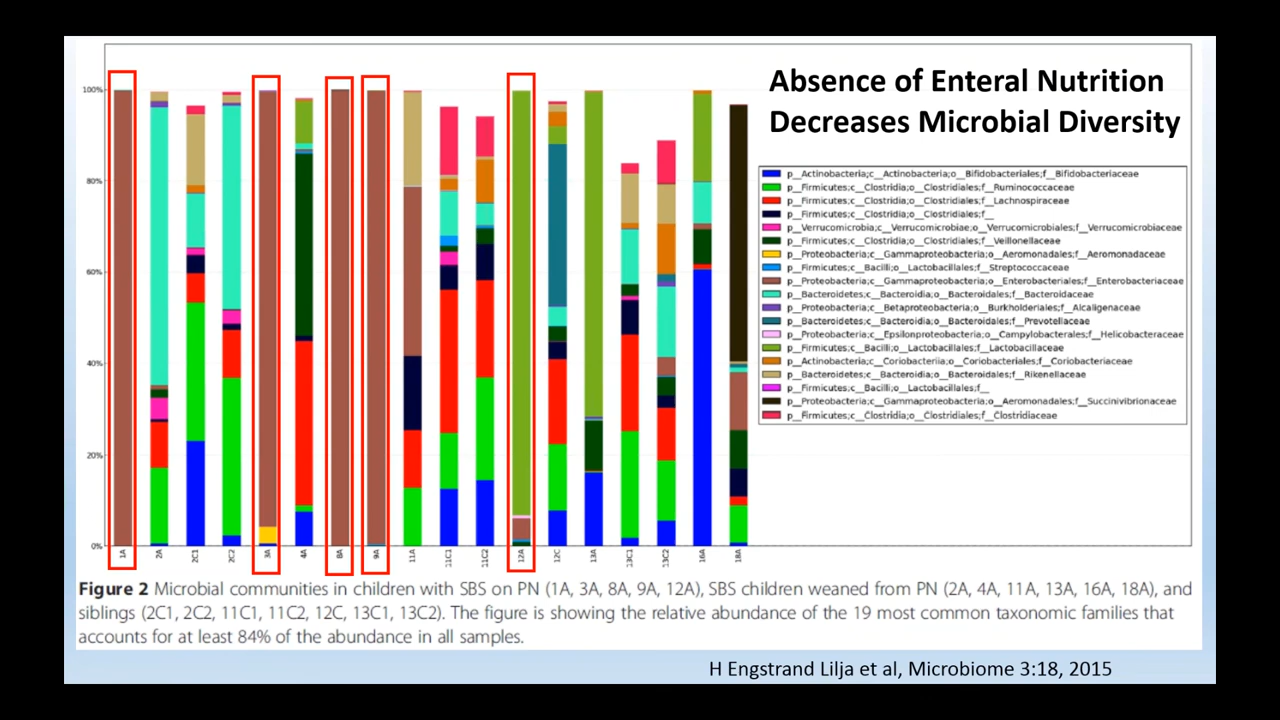 Absence of Enteral Nutrition
Decreases Microbial Diversity
100%
80%
60%
40%
20%
0%
p__Actinobacteria;c__Actinobacteria;o__Bifidobacteriales;f__Bifidobacteriaceae
p__Firmicutes;c__Clostridia;o__Clostridiales;f__Ruminococcaceae
p__Firmicutes;c__Clostridia;o__Clostridiales;f__Lachnospiraceae
p__Firmicutes;c__Clostridia;o__Clostridiales;f__
p__Verrucomicrobia;c__Verrucomicrobiae;o__Verrucomicrobiales;f__Verrucomicrobiaceae
p__Firmicutes;c__Clostridia;o__Clostridiales;f__Veillonellaceae
p__Proteobacteria;c__Gammaproteobacteria;o__Aeromonadales;f__Aeromonadaceae
p__Firmicutes;c__Bacilli;o__Lactobacillales;f__Streptococcaceae
p__Proteobacteria;c__Gammaproteobacteria;o__Enterobacteriales;f__Enterobacteriaceae
p__Bacteroidetes;c__Bacteroidia;o__Bacteroidales;f__Bacteroidaceae
p__Proteobacteria;c__Betaproteobacteria;o__Burkholderiales;f__Alcaligenaceae
p__Bacteroidetes;c__Bacteroidia;o__Bacteroidales;f__Prevotellaceae
p__Proteobacteria;c__Epsilonproteobacteria;o__Campylobacterales;f__Helicobacteraceae
p__Firmicutes;c__Bacilli;o__Lactobacillales;f__Lactobacillaceae
p__Actinobacteria;c__Coriobacteriia;o__Coriobacteriales;f__Coriobacteriaceae
p__Bacteroidetes;c__Bacteroidia;o__Bacteroidales;f__Rikenellaceae
p__Firmicutes;c__Bacilli;o__Lactobacillales;f__
p__Proteobacteria;c__Gammaproteobacteria;o__Aeromonadales;f__Succinivibrionaceae
p__Firmicutes;c__Clostridia;o__Clostridiales;f__Clostridiaceae
1A 2A 2C1 2C2 3A 4A 8A 9A 11A 11C1 11C2 12A 12C 13A 13C1 13C2 16A 18A
Figure 2 Microbial communities in children with SBS on PN (1A, 3A, 8A, 9A, 12A), SBS children weaned from PN (2A, 4A, 11A, 13A, 16A, 18A), and
siblings (2C1, 2C2, 11C1, 11C2, 12C, 13C1, 13C2). The figure is showing the relative abundance of the 19 most common taxonomic families that
accounts for at least 84% of the abundance in all samples.
H Engstrand Lilja et al, Microbiome 3:18, 2015